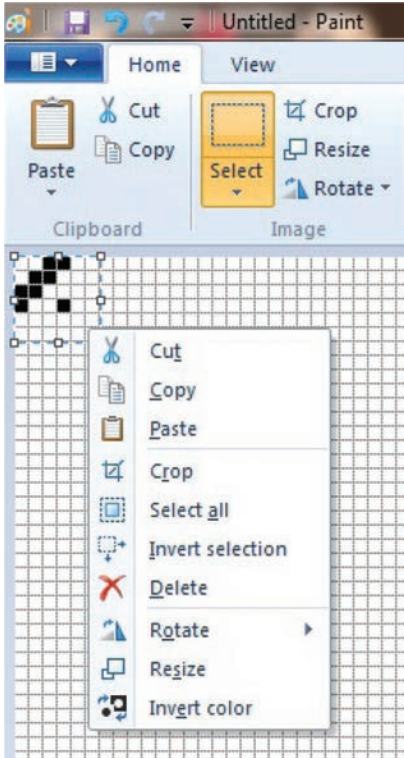 Untitled - Paint
Home View
Cut
Copy
Paste
Clipboard
Select
Crop
Resize
Rotate
Image
Cut
Copy
Paste
Crop
Select all
Invert selection
Delete
Rotate
Resize
Invert color